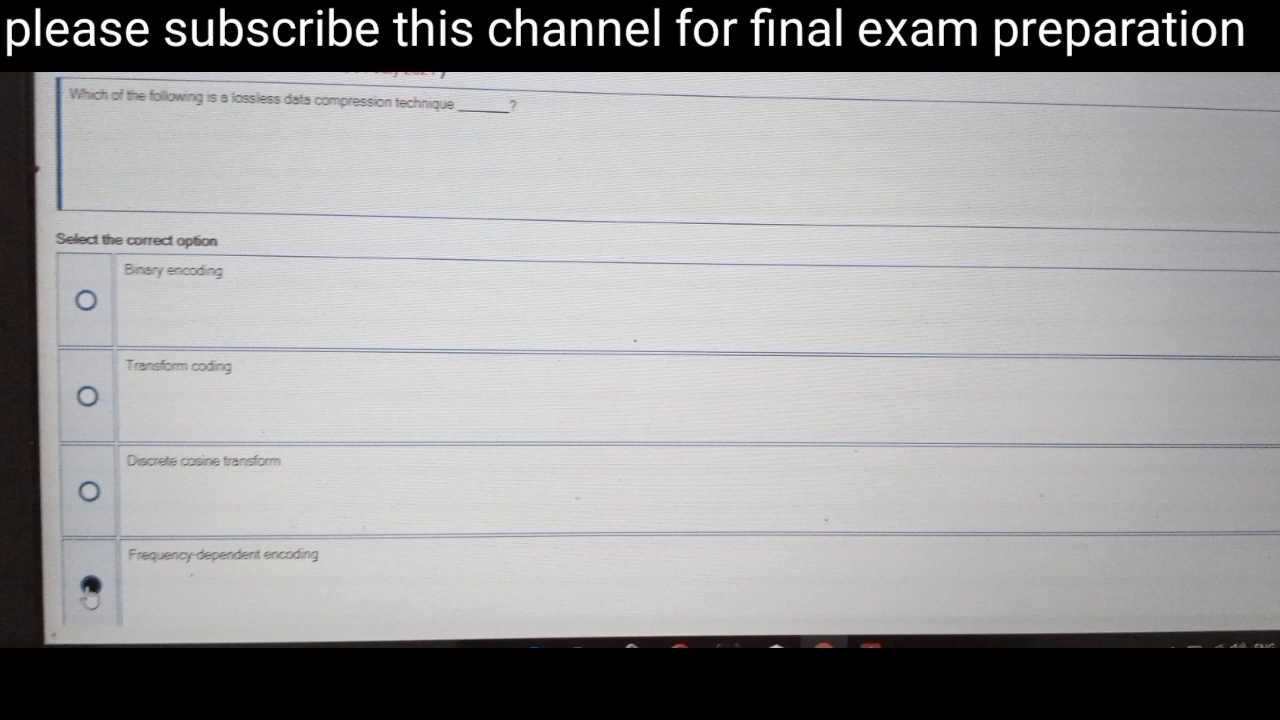 please subscribe this channel for final exam preparation
Which of the following is a lossless data compression technique ______?
Select the correct option
Binary encoding
Transform coding
Discrete cosine transform
Frequency-dependent encoding